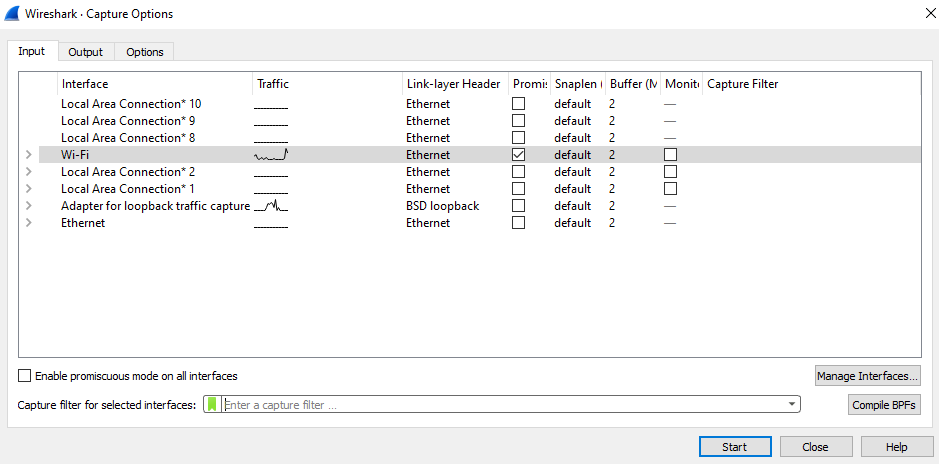 Wireshark · Capture Options
Input Output Options
Interface Traffic Link-layer Header Promis Snaplen ( Buffer (M Monito Capture Filter
Local Area Connection* 10 Ethernet default 2 —
Local Area Connection* 9 Ethernet default 2 —
Local Area Connection* 8 Ethernet default 2 —
Wi-Fi Ethernet default 2
Local Area Connection* 2 Ethernet default 2
Local Area Connection* 1 Ethernet default 2
Adapter for loopback traffic capture BSD loopback default 2 —
Ethernet Ethernet default 2 —
Enable promiscuous mode on all interfaces Manage Interfaces...
Capture filter for selected interfaces: Enter a capture filter ... Compile BPFs
Start Close Help